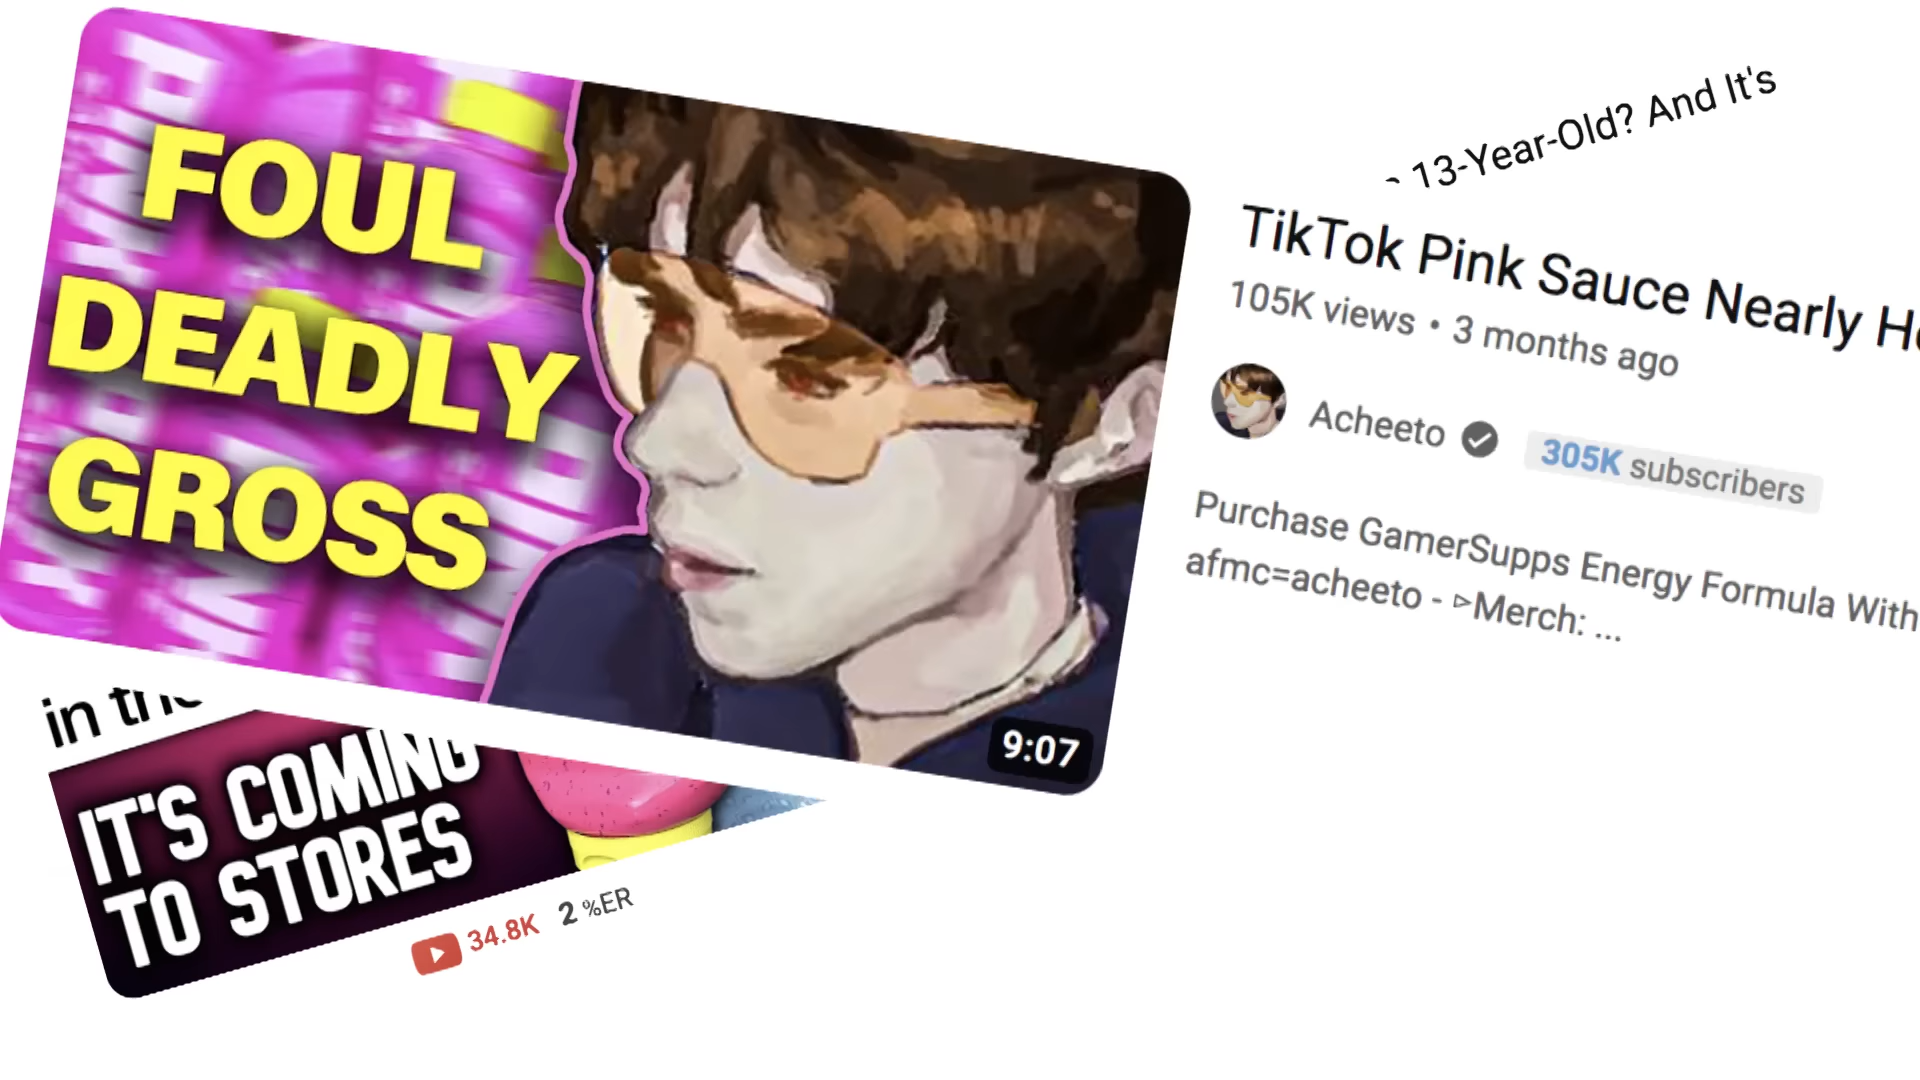 FOUL
DEADLY
GROSS
9:07
13-Year-Old? And It's
TikTok Pink Sauce Nearly
105K views • 3 months ago
Acheeto
305K subscribers
Purchase GamerSupps Energy Formula With
afmc=acheeto - ▻Merch: ...
in the
IT'S COMING
TO STORES
34.8K 2 %ER